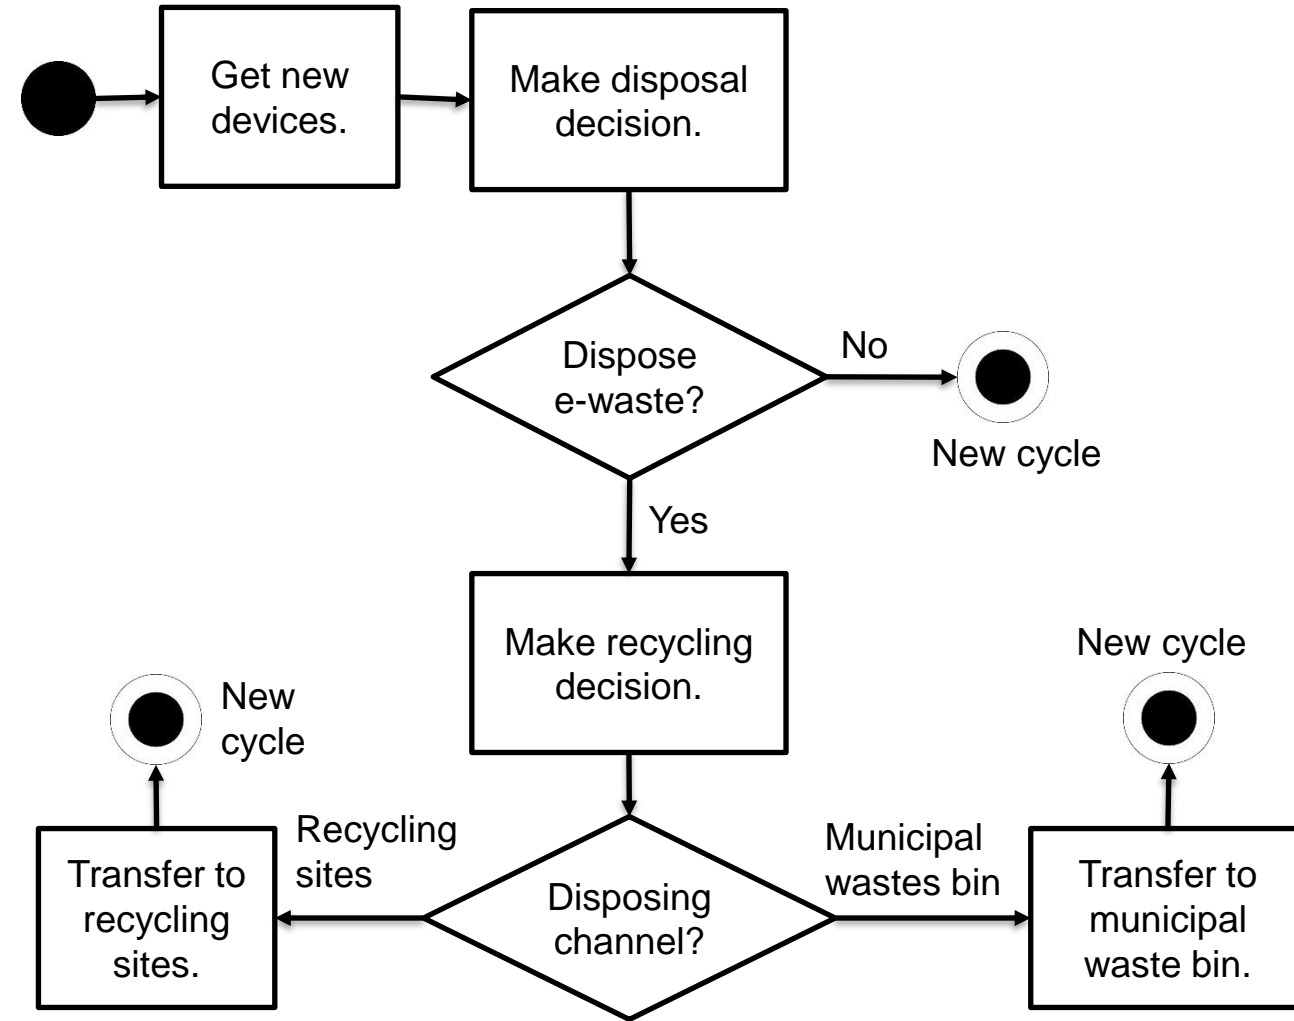 Get new
devices.
Make disposal
decision.
Dispose
e-waste?
No
New cycle
Yes
Make recycling
decision.
New cycle
New
cycle
Recycling
sites
Municipal
wastes bin
Transfer to
recycling
sites.
Disposing
channel?
Transfer to
municipal
waste bin.